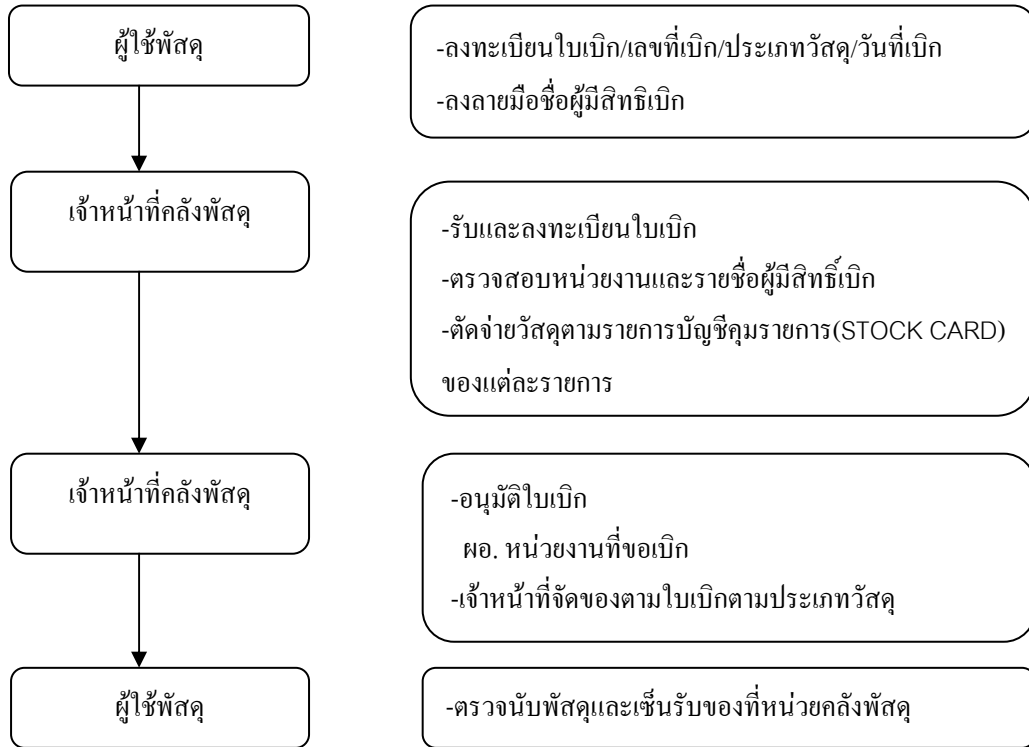 ผู้ใช้พัสดุ
-ลงทะเบียนใบเบิก/เลขที่เบิก/ประเภทวัสดุ/วันที่เบิก
-ลงลายมือชื่อผู้มีสิทธิเบิก
เจ้าหน้าที่คลังพัสดุ
-รับและลงทะเบียนใบเบิก
-ตรวจสอบหน่วยงานและรายชื่อผู้มีสิทธิ์เบิก
-ตัดจ่ายวัสดุตามรายการบัญชีคุมรายการ(STOCK CARD)
ของแต่ละรายการ
เจ้าหน้าที่คลังพัสดุ
-อนุมัติใบเบิก
ผอ. หน่วยงานที่ขอเบิก
-เจ้าหน้าที่จัดของตามใบเบิกตามประเภทวัสดุ
ผู้ใช้พัสดุ
-ตรวจนับพัสดุและเซ็นรับของที่หน่วยคลังพัสดุ